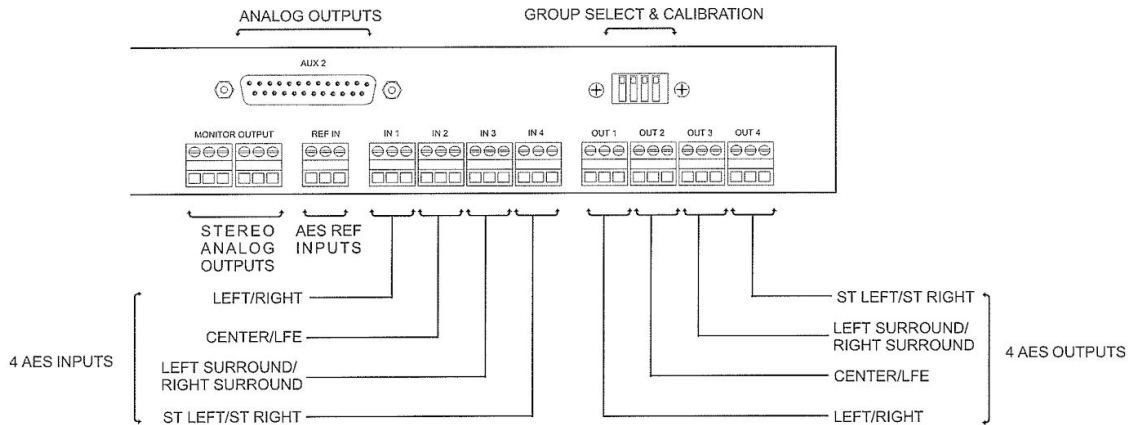 ANALOG OUTPUTS
GROUP SELECT & CALIBRATION
AUX 2
MONITOR OUTPUT
REF IN
IN 1
IN 2
IN 3
IN 4
OUT 1
OUT 2
OUT 3
OUT 4
STEREO
ANALOG
OUTPUTS
AES REF
INPUTS
4 AES INPUTS
LEFT/RIGHT
CENTER/LFE
LEFT SURROUND/
RIGHT SURROUND
ST LEFT/ST RIGHT
ST LEFT/ST RIGHT
LEFT SURROUND/
RIGHT SURROUND
CENTER/LFE
LEFT/RIGHT
4 AES OUTPUTS